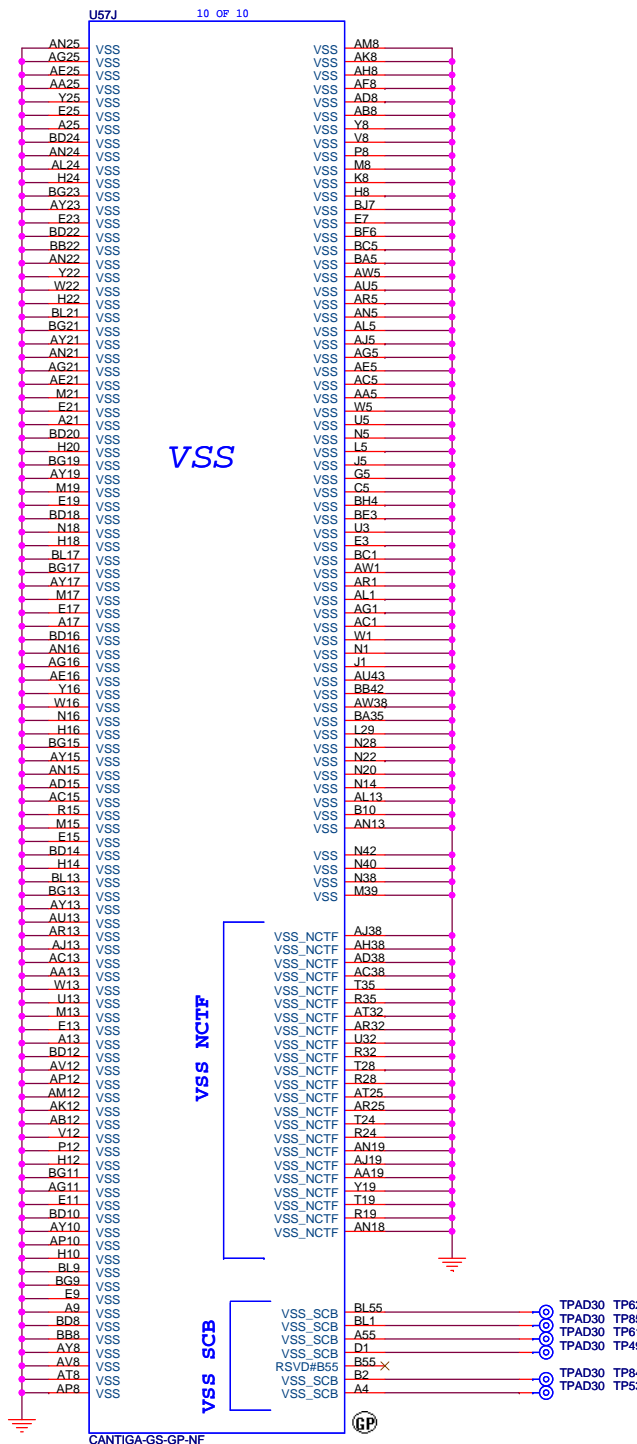 U57J 10 OF 10
AN25 VSS VSS AM8
AG25 VSS VSS AK8
AE25 VSS VSS AH8
AA25 VSS VSS AF8
Y25 VSS VSS AD8
E25 VSS VSS AB8
A25 VSS VSS Y8
BD24 VSS VSS V8
AN24 VSS VSS P8
AL24 VSS VSS M8
H24 VSS VSS K8
BG23 VSS VSS H8
AY23 VSS VSS BJ7
E23 VSS VSS E7
BD22 VSS VSS BF6
BB22 VSS VSS BC5
AN22 VSS VSS BA5
Y22 VSS VSS AW5
W22 VSS VSS AU5
H22 VSS VSS AR5
BL21 VSS VSS AN5
BG21 VSS VSS AL5
AY21 VSS VSS AJ5
AN21 VSS VSS AG5
AG21 VSS VSS AE5
AE21 VSS VSS AC5
M21 VSS VSS AA5
E21 VSS VSS W5
A21 VSS VSS U5
BD20 VSS VSS N5
H20 VSS VSS VSS L5
BG19 VSS VSS J5
AY19 VSS VSS G5
M19 VSS VSS C5
E19 VSS VSS BH4
BD18 VSS VSS BE3
N18 VSS VSS U3
H18 VSS VSS E3
BL17 VSS VSS BC1
BG17 VSS VSS AW1
AY17 VSS VSS AR1
M17 VSS VSS AL1
E17 VSS VSS AG1
A17 VSS VSS AC1
BD16 VSS VSS W1
AN16 VSS VSS N1
AG16 VSS VSS J1
AE16 VSS VSS AU43
Y16 VSS VSS BB42
W16 VSS VSS AW38
N16 VSS VSS BA35
H16 VSS VSS L29
BG15 VSS VSS N28
AY15 VSS VSS N22
AN15 VSS VSS N20
AD15 VSS VSS N14
AC15 VSS VSS AL13
R15 VSS VSS B10
M15 VSS VSS AN13
E15 VSS
BD14 VSS VSS N42
H14 VSS VSS N40
BL13 VSS VSS N38
BG13 VSS VSS M39
AY13 VSS
AU13 VSS
AR13 VSS VSS_NCTF AJ38
AJ13 VSS VSS_NCTF AH38
AC13 VSS VSS_NCTF AD38
AA13 VSS VSS_NCTF AC38
W13 VSS VSS_NCTF T35
U13 VSS VSS_NCTF R35
M13 VSS VSS_NCTF AT32
E13 VSS VSS_NCTF AR32
A13 VSS VSS_NCTF U32
BD12 VSS VSS_NCTF R32
AV12 VSS VSS_NCTF T28
AP12 VSS VSS_NCTF R28
AM12 VSS VSS_NCTF AT25
AK12 VSS VSS_NCTF AR25
AB12 VSS VSS_NCTF T24
V12 VSS VSS_NCTF R24
P12 VSS VSS_NCTF AN19
H12 VSS VSS_NCTF AJ19
BG11 VSS VSS_NCTF AA19
AG11 VSS VSS_NCTF Y19
E11 VSS VSS_NCTF T19
BD10 VSS VSS_NCTF R19
AY10 VSS VSS_NCTF AN18
AP10 VSS
H10 VSS
BL9 VSS
BG9 VSS
E9 VSS
VSS NCTF
A9 VSS VSS_SCB BL55 TPAD30
BD8 VSS VSS_SCB BL1 TPAD30
BB8 VSS VSS_SCB A55 TPAD30
AY8 VSS VSS_SCB D1 TPAD30
AV8 VSS RSVD#B55 B55
AT8 VSS VSS_SCB B2 TPAD30
AP8 VSS VSS_SCB A4 TPAD30
VSS SCB
GP
CANTIGA-GS-GP-NF